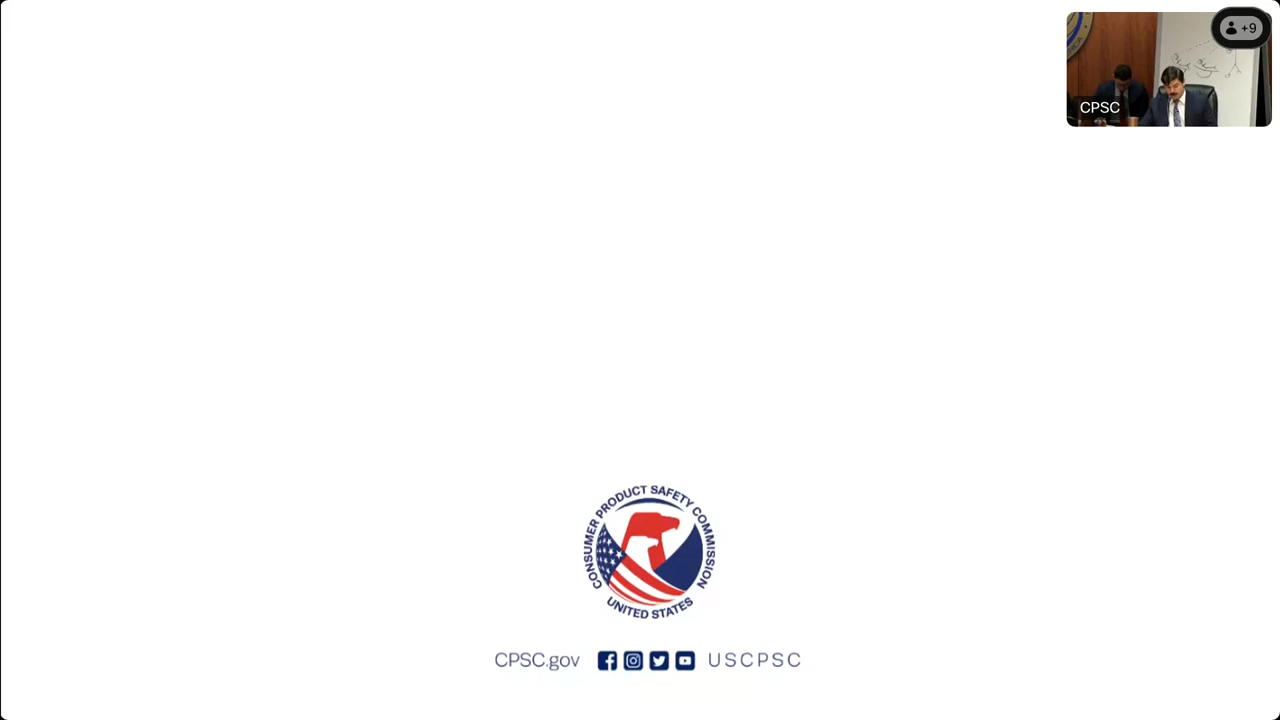 +9
CPSC
CONSUMER PRODUCT SAFETY COMMISSION
UNITED STATES
CPSC.gov USCPSC